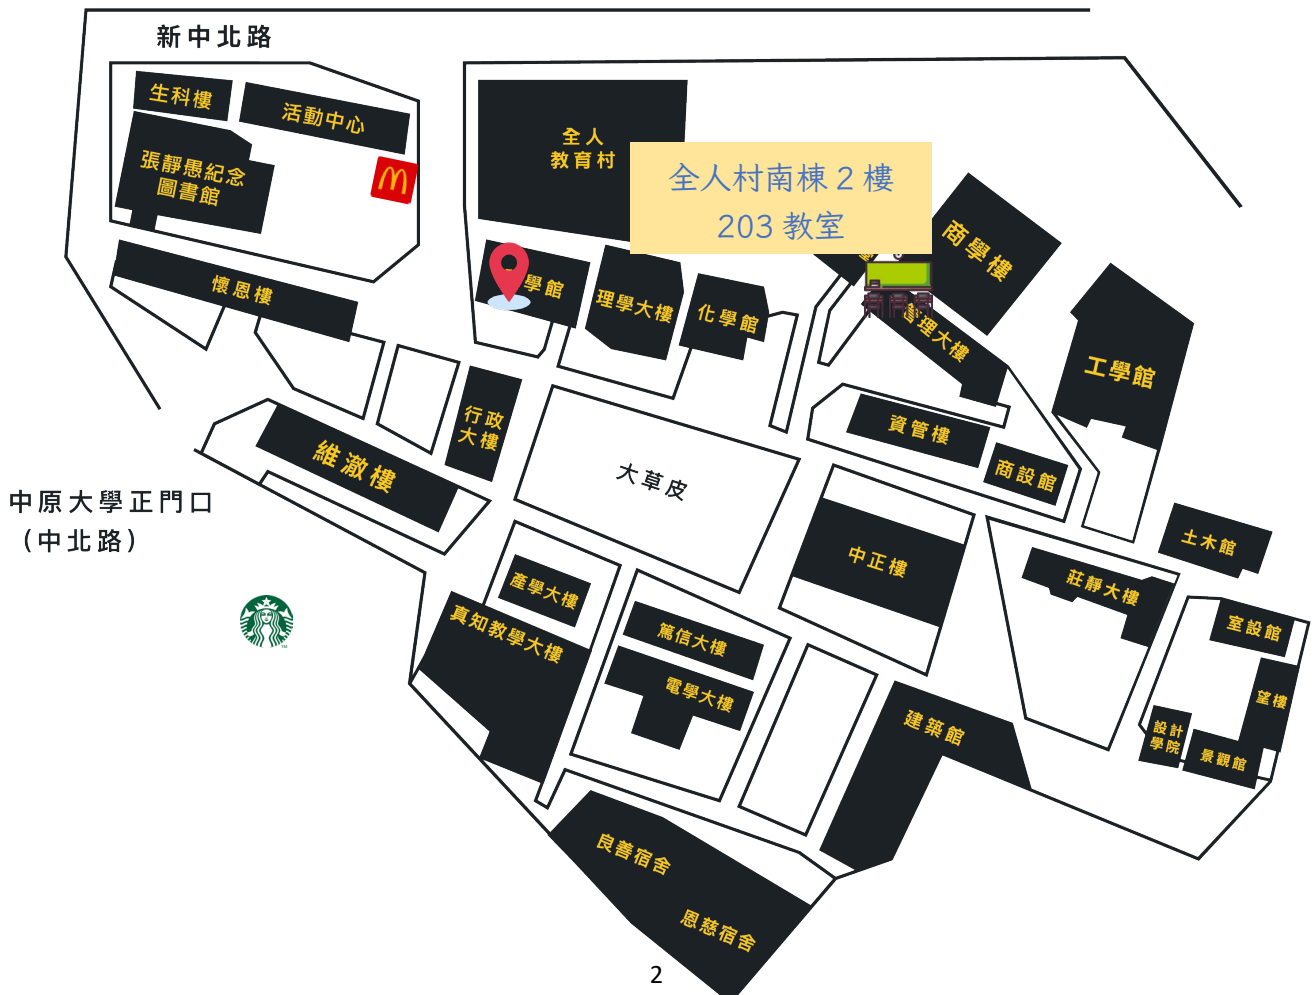 新中北路
生科樓
活動中心
張靜愚紀念
圖書館
全人
教育村
全人村南棟 2 樓
203 教室
商學樓
學館
理學大樓
化學館
懷恩樓
管理大樓
工學館
行政
大樓
資管樓
商設館
維澈樓
大草皮
中原大學正門口
（中北路）
中正樓
土木館
莊靜大樓
產學大樓
真知教學大樓
篤信大樓
電學大樓
室設館
望樓
設計
學院
景觀館
建築館
良善宿舍
恩慈宿舍
2